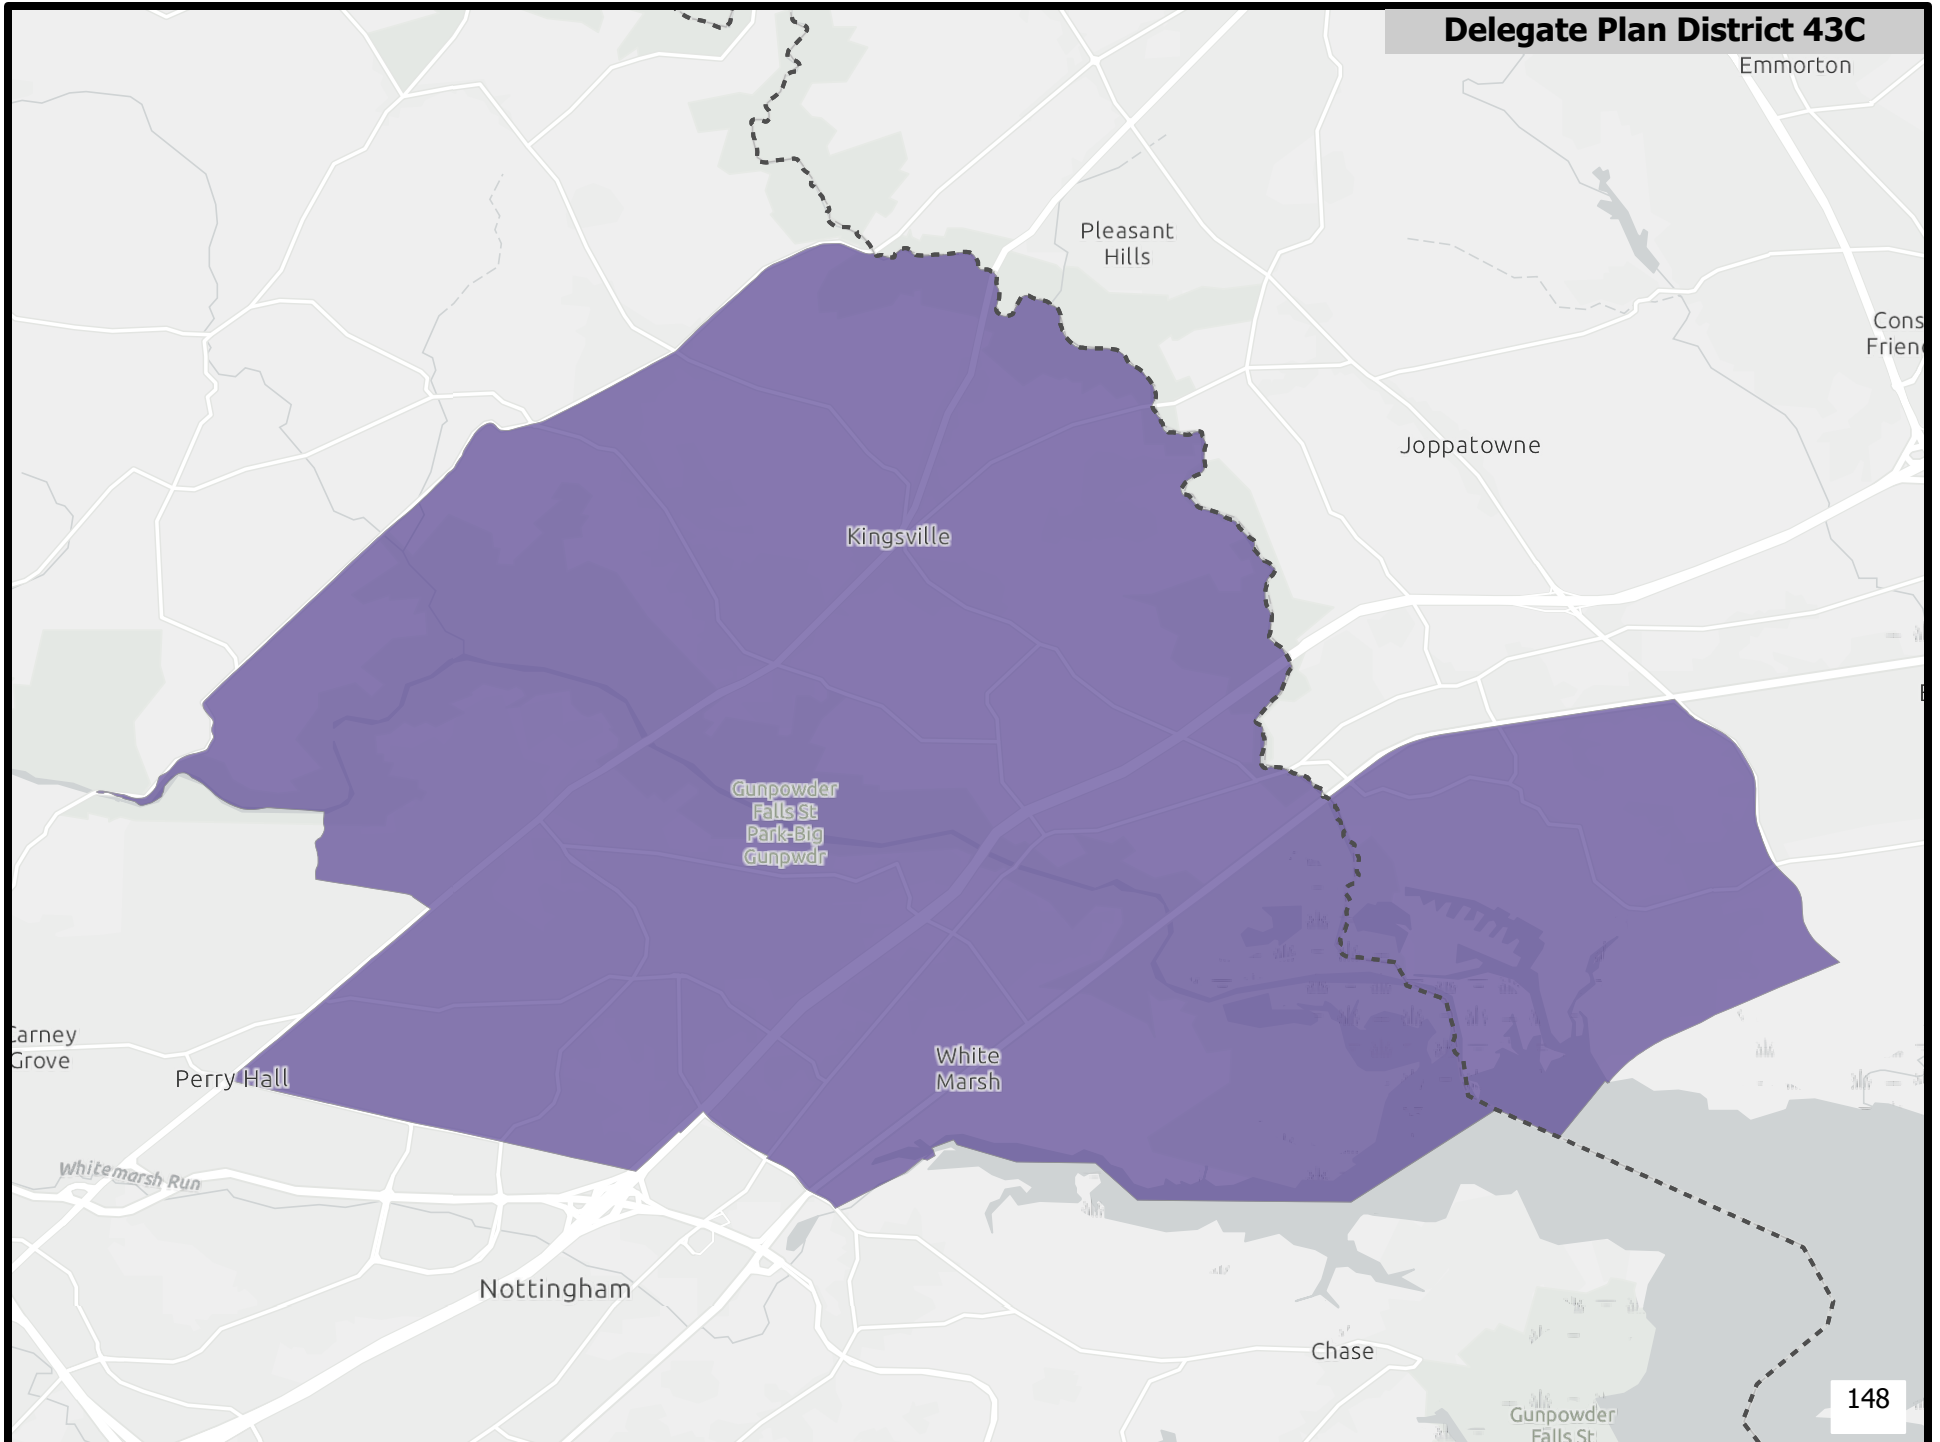 Delegate Plan District 43C
Emmorton
Pleasant
Hills
Cons
Frien
Joppatowne
Kingsville
Gunpowder
Falls St
Park-Big
Gunpwdr
Carney
Grove
Perry Hall
White
Marsh
Whitemarsh Run
Nottingham
Chase
148
Gunpowder
Falls St